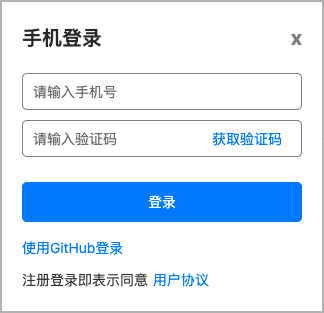 手机登录 x
请输入手机号
请输入验证码 获取验证码
登录
使用GitHub登录
注册登录即表示同意 用户协议